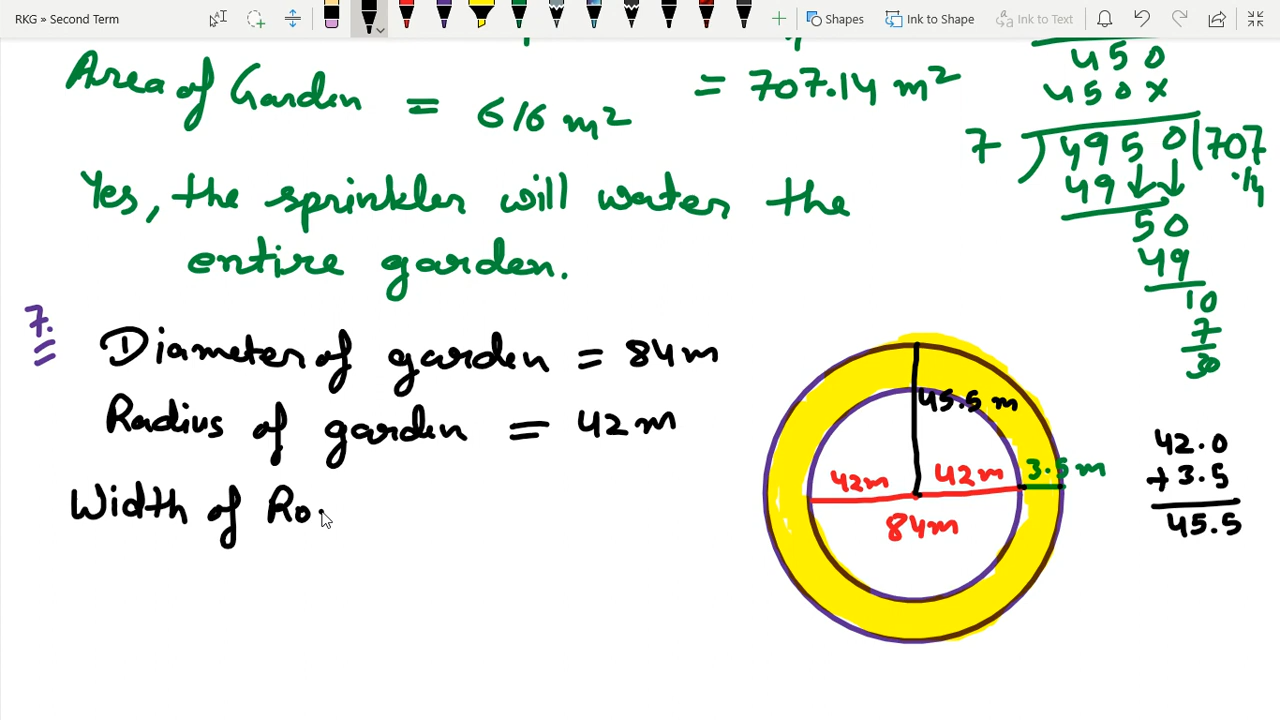 RKG » Second Term
Shapes
Ink to Shape
Ink to Text
Area of Garden = 616 m²
= 707.14 m²
Yes, the sprinkler will water the
entire garden.
7.
Diameter of garden = 84m
Radius of garden = 42m
Width of Ro
450
450x
7 ) 4950 ( 707
.14
49
50
49
10
7
30
45.5 m
42m
42m
3.5 m
84m
42.0
+ 3.5
45.5